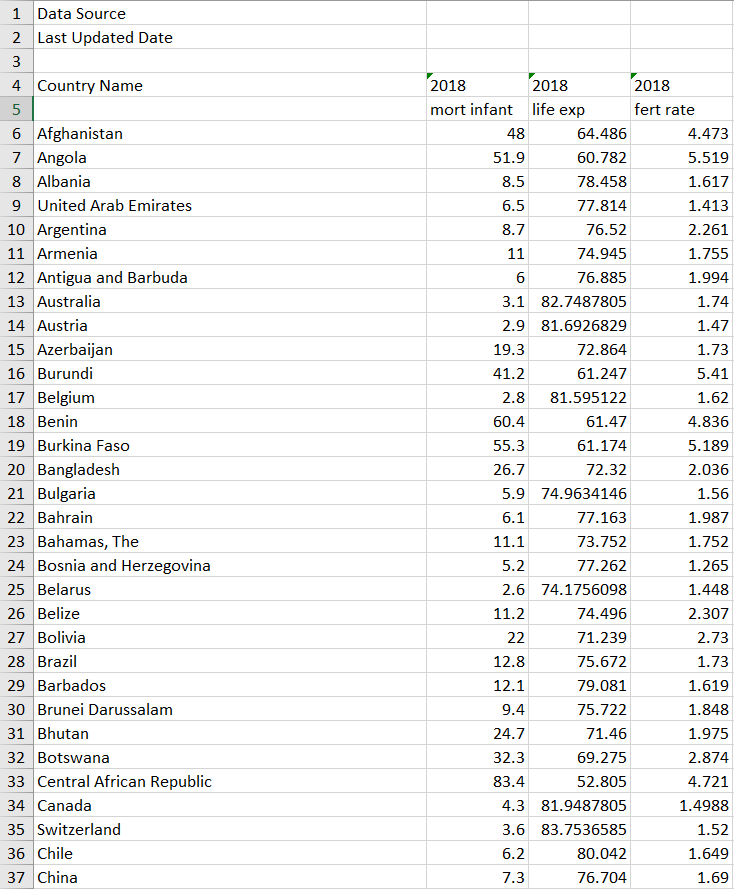 1 Data Source
2 Last Updated Date
3
4 Country Name 2018 2018 2018
5 mort infant life exp fert rate
6 Afghanistan 48 64.486 4.473
7 Angola 51.9 60.782 5.519
8 Albania 8.5 78.458 1.617
9 United Arab Emirates 6.5 77.814 1.413
10 Argentina 8.7 76.52 2.261
11 Armenia 11 74.945 1.755
12 Antigua and Barbuda 6 76.885 1.994
13 Australia 3.1 82.7487805 1.74
14 Austria 2.9 81.6926829 1.47
15 Azerbaijan 19.3 72.864 1.73
16 Burundi 41.2 61.247 5.41
17 Belgium 2.8 81.595122 1.62
18 Benin 60.4 61.47 4.836
19 Burkina Faso 55.3 61.174 5.189
20 Bangladesh 26.7 72.32 2.036
21 Bulgaria 5.9 74.9634146 1.56
22 Bahrain 6.1 77.163 1.987
23 Bahamas, The 11.1 73.752 1.752
24 Bosnia and Herzegovina 5.2 77.262 1.265
25 Belarus 2.6 74.1756098 1.448
26 Belize 11.2 74.496 2.307
27 Bolivia 22 71.239 2.73
28 Brazil 12.8 75.672 1.73
29 Barbados 12.1 79.081 1.619
30 Brunei Darussalam 9.4 75.722 1.848
31 Bhutan 24.7 71.46 1.975
32 Botswana 32.3 69.275 2.874
33 Central African Republic 83.4 52.805 4.721
34 Canada 4.3 81.9487805 1.4988
35 Switzerland 3.6 83.7536585 1.52
36 Chile 6.2 80.042 1.649
37 China 7.3 76.704 1.69